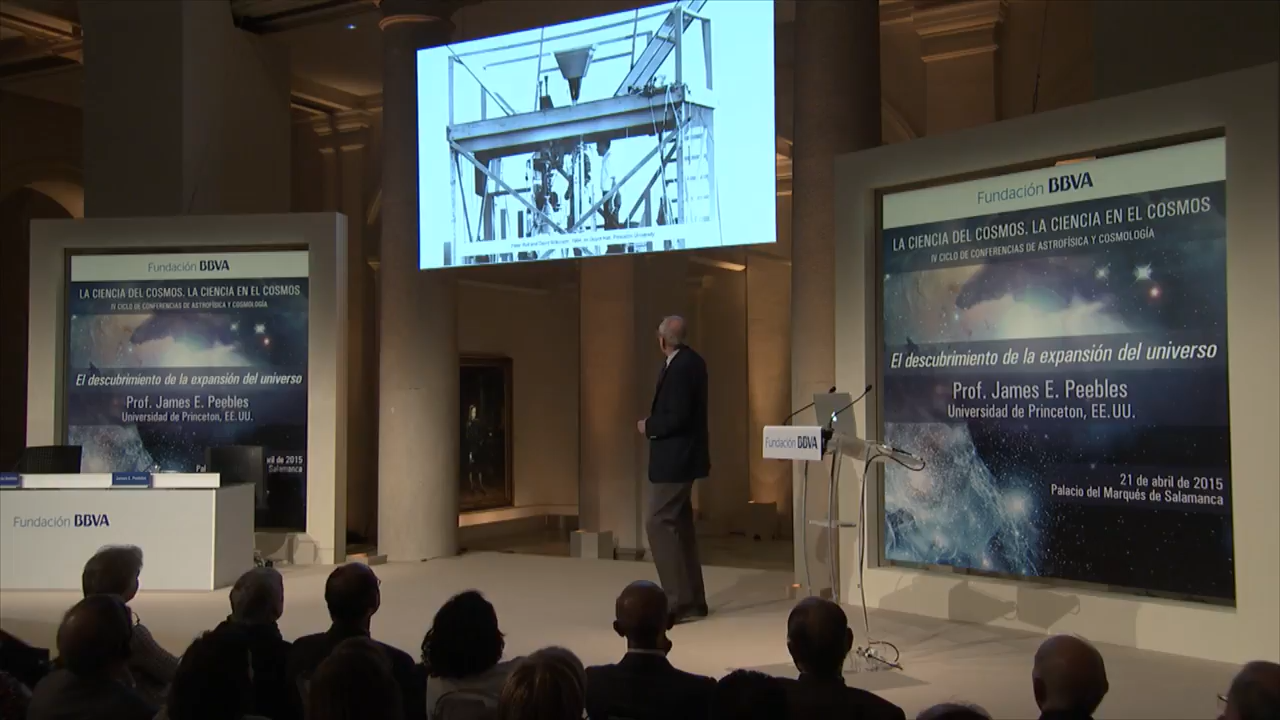 Fundación BBVA
LA CIENCIA DEL COSMOS. LA CIENCIA EN EL COSMOS
IV CICLO DE CONFERENCIAS DE ASTROFÍSICA Y COSMOLOGÍA
El descubrimiento de la expansión del universo
Prof. James E. Peebles
Universidad de Princeton, EE.UU.
de 2015
Salamanca
James E. Peebles
Fundación BBVA
Fundación BBVA
Fundación BBVA
LA CIENCIA DEL COSMOS. LA CIENCIA EN EL COSMOS
IV CICLO DE CONFERENCIAS DE ASTROFÍSICA Y COSMOLOGÍA
El descubrimiento de la expansión del universo
Prof. James E. Peebles
Universidad de Princeton, EE.UU.
21 de abril de 2015
Palacio del Marqués de Salamanca